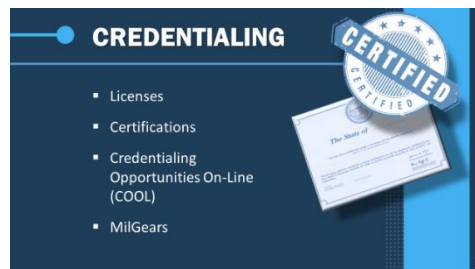 CREDENTIALING
CERTIFIED
CERTIFIED
The State of
▪ Licenses
▪ Certifications
▪ Credentialing
Opportunities On-Line
(COOL)
▪ MilGears